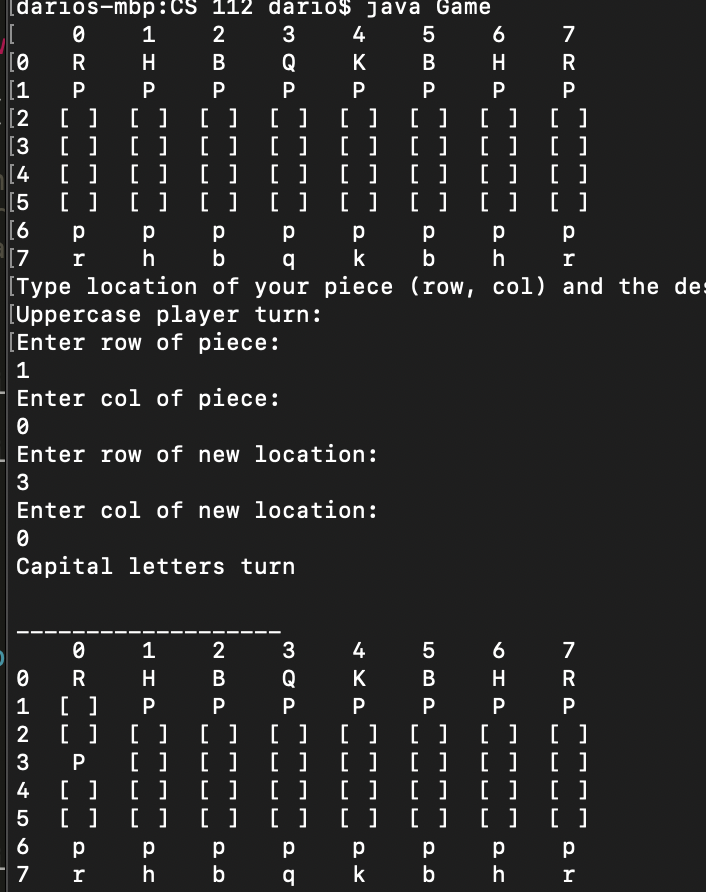 [darios-mbp:CS 112 dario$ java Game
[    0    1    2    3    4    5    6    7
[0   R    H    B    Q    K    B    H    R
[1   P    P    P    P    P    P    P    P
[2  [ ]  [ ]  [ ]  [ ]  [ ]  [ ]  [ ]  [ ]
[3  [ ]  [ ]  [ ]  [ ]  [ ]  [ ]  [ ]  [ ]
[4  [ ]  [ ]  [ ]  [ ]  [ ]  [ ]  [ ]  [ ]
[5  [ ]  [ ]  [ ]  [ ]  [ ]  [ ]  [ ]  [ ]
[6   p    p    p    p    p    p    p    p
[7   r    h    b    q    k    b    h    r
[Type location of your piece (row, col) and the des
[Uppercase player turn:
[Enter row of piece:
1
Enter col of piece:
0
Enter row of new location:
3
Enter col of new location:
0
Capital letters turn
___________________
     0    1    2    3    4    5    6    7
0    R    H    B    Q    K    B    H    R
1   [ ]   P    P    P    P    P    P    P
2   [ ]  [ ]  [ ]  [ ]  [ ]  [ ]  [ ]  [ ]
3    P   [ ]  [ ]  [ ]  [ ]  [ ]  [ ]  [ ]
4   [ ]  [ ]  [ ]  [ ]  [ ]  [ ]  [ ]  [ ]
5   [ ]  [ ]  [ ]  [ ]  [ ]  [ ]  [ ]  [ ]
6    p    p    p    p    p    p    p    p
7    r    h    b    q    k    b    h    r